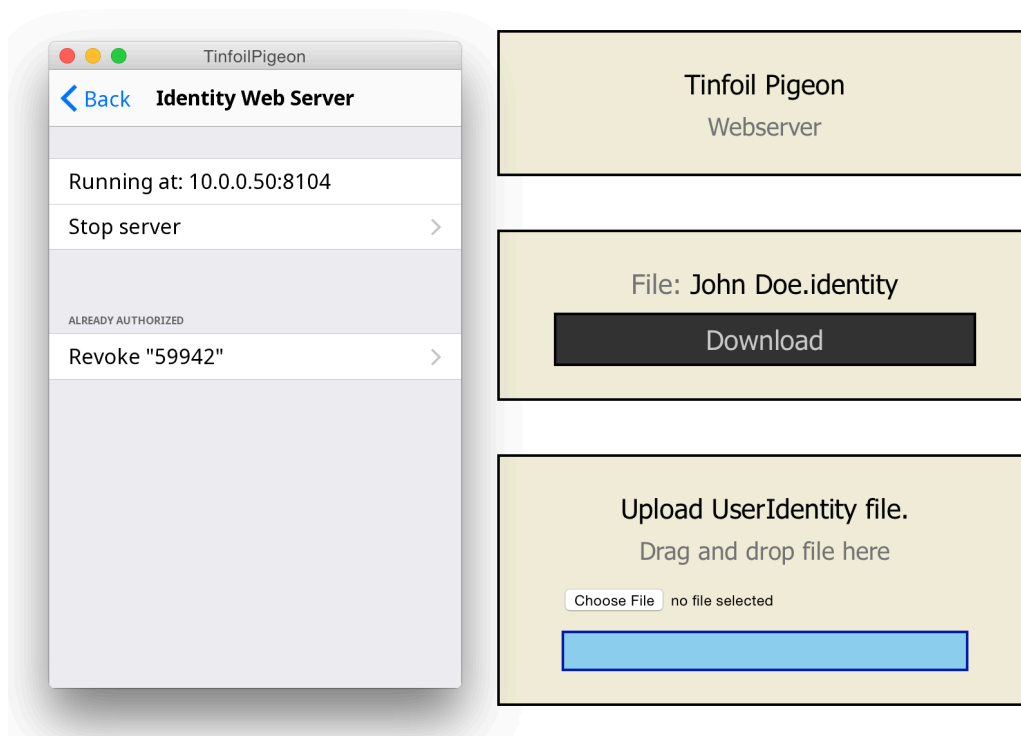 TinfoilPigeon
Back Identity Web Server
Running at: 10.0.0.50:8104
Stop server
ALREADY AUTHORIZED
Revoke "59942"
Tinfoil Pigeon
Webserver
File: John Doe.identity
Download
Upload UserIdentity file.
Drag and drop file here
Choose File no file selected